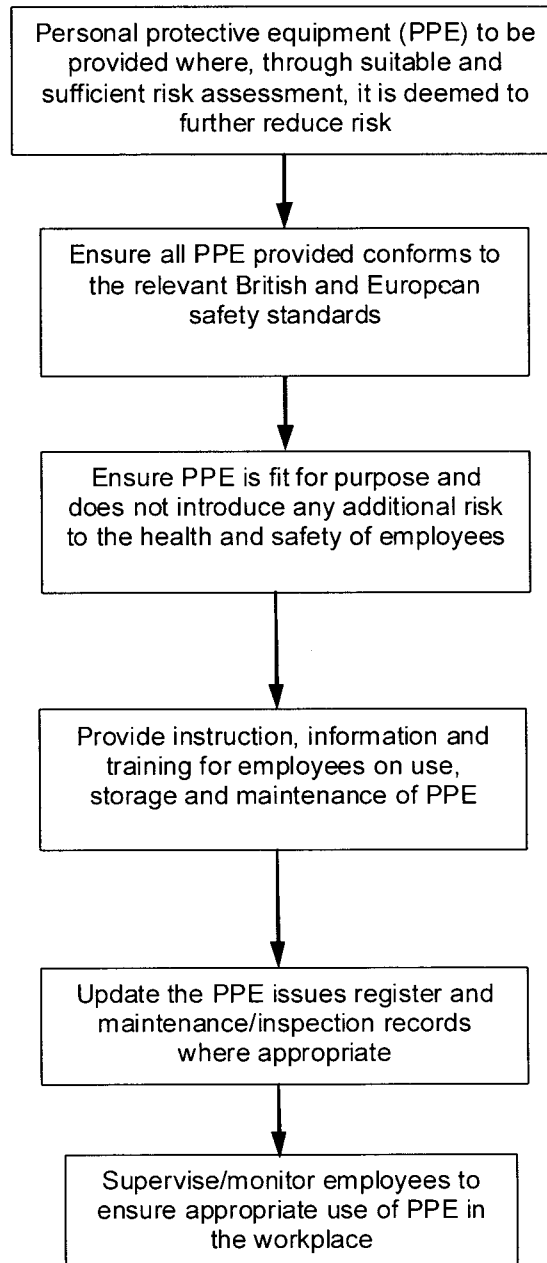 Personal protective equipment (PPE) to be
provided where, through suitable and
sufficient risk assessment, it is deemed to
further reduce risk
Ensure all PPE provided conforms to
the relevant British and European
safety standards
Ensure PPE is fit for purpose and
does not introduce any additional risk
to the health and safety of employees
Provide instruction, information and
training for employees on use,
storage and maintenance of PPE
Update the PPE issues register and
maintenance/inspection records
where appropriate
Supervise/monitor employees to
ensure appropriate use of PPE in
the workplace